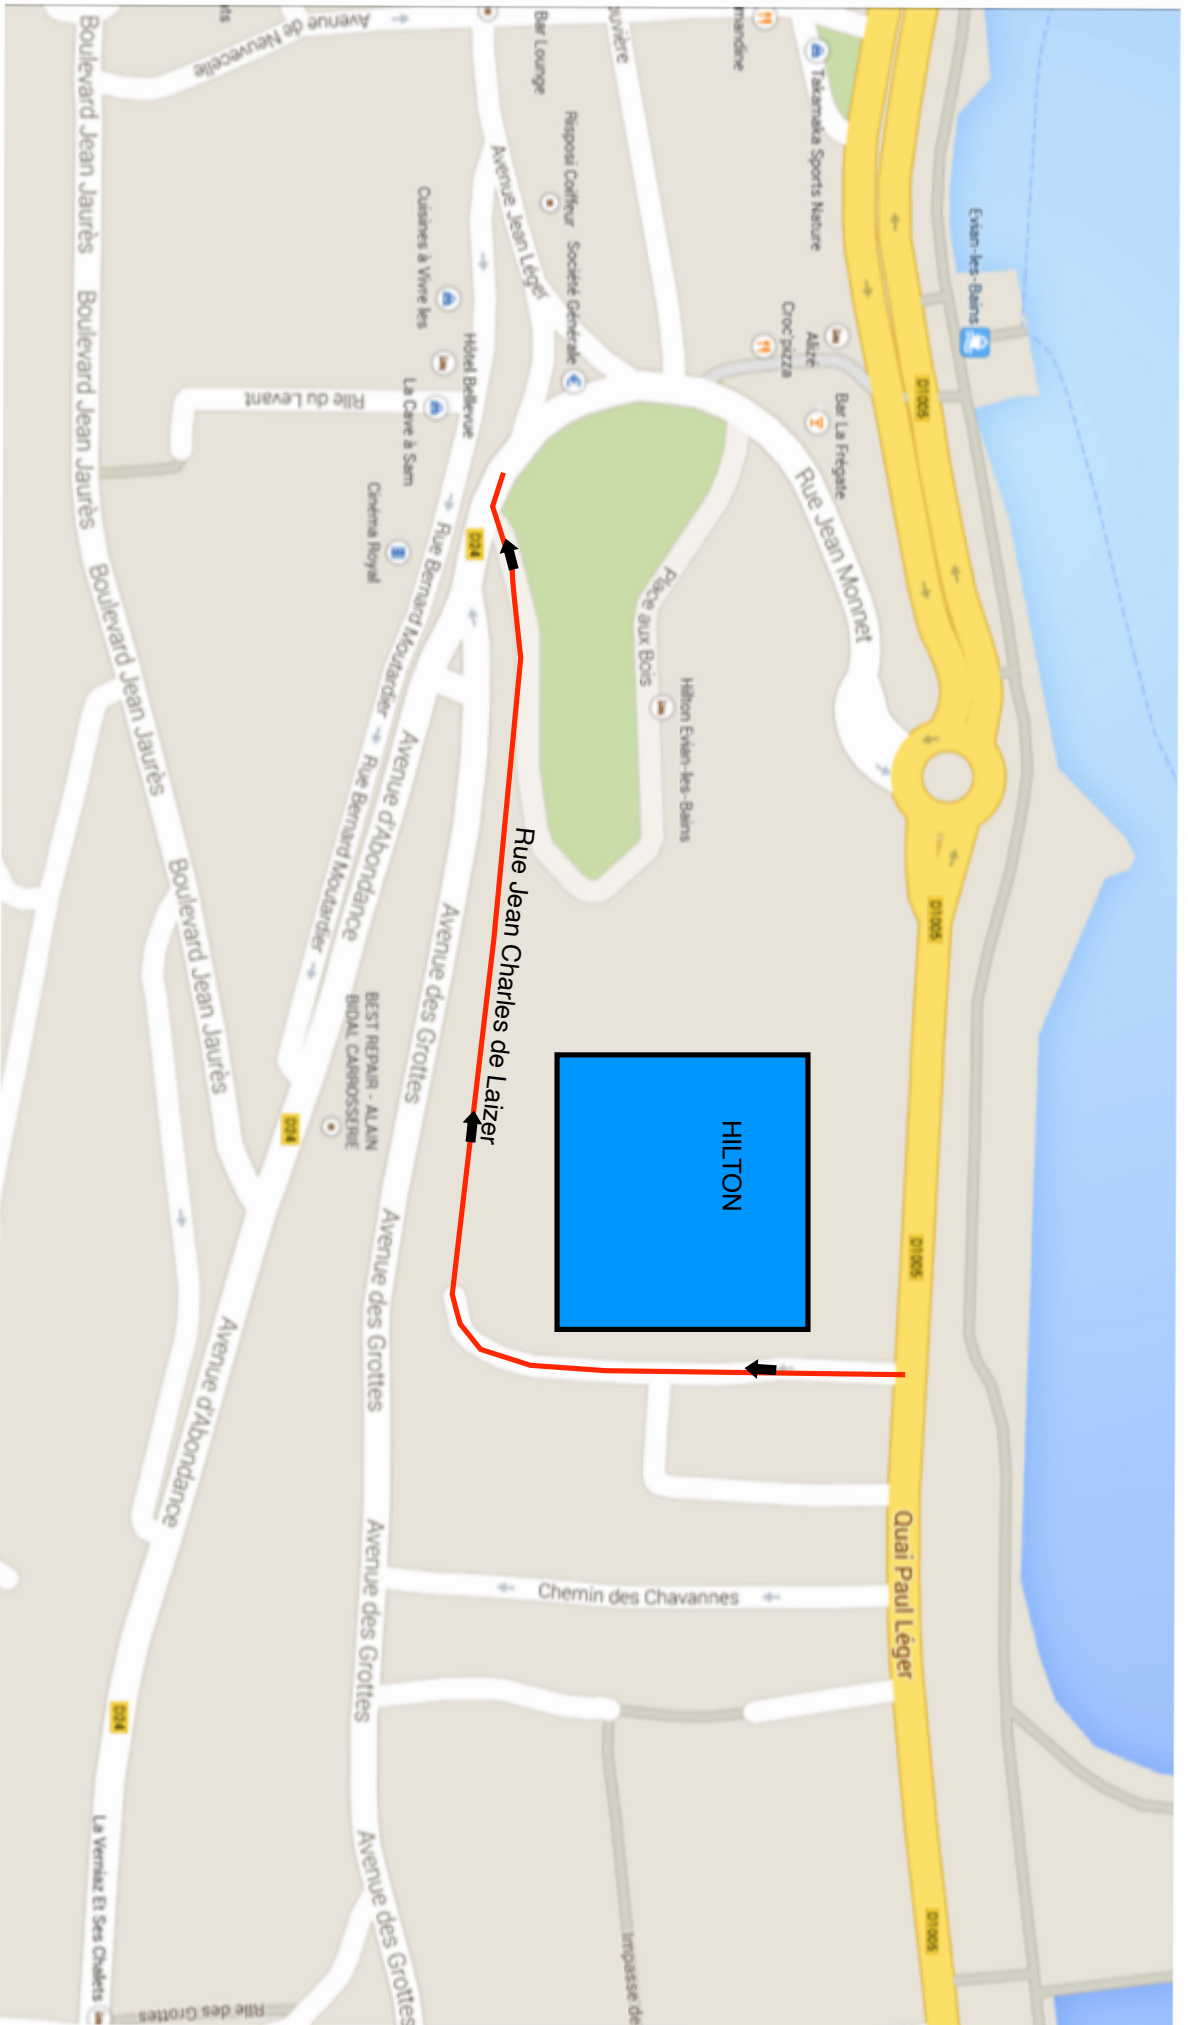 Evian-les-Bains
D1005
Takamaka Sports Nature
Alizé
Croc'pizza
Bar La Frégate
Rue Jean Monnet
D1005
D1005
Quai Paul Léger
D1005
Bar Lounge
Risposi Coiffeur
Société Générale
Avenue Jean Léger
Cuisines à Vivre les
Hôtel Bellevue
La Cave à Sam
Cinéma Royal
Rlle du Levant
Avenue de Neuvecelle
D24
Place aux Bois
Hilton Evian-les-Bains
Rue Jean Charles de Laizer
HILTON
Rue Bernard Moutardier
Rue Bernard Moutardier
Avenue d'Abondance
Avenue des Grottes
BEST REPAIR - ALAIN
BIDAL CARROSSERIE
D24
Boulevard Jean Jaurès
Boulevard Jean Jaurès
Boulevard Jean Jaurès
Boulevard Jean Jaurès
Avenue des Grottes
Avenue d'Abondance
Chemin des Chavannes
Avenue des Grottes
D24
La Verniaz Et Ses Chalets
Avenue des Grottes
Rlle des Grottes
Impasse de